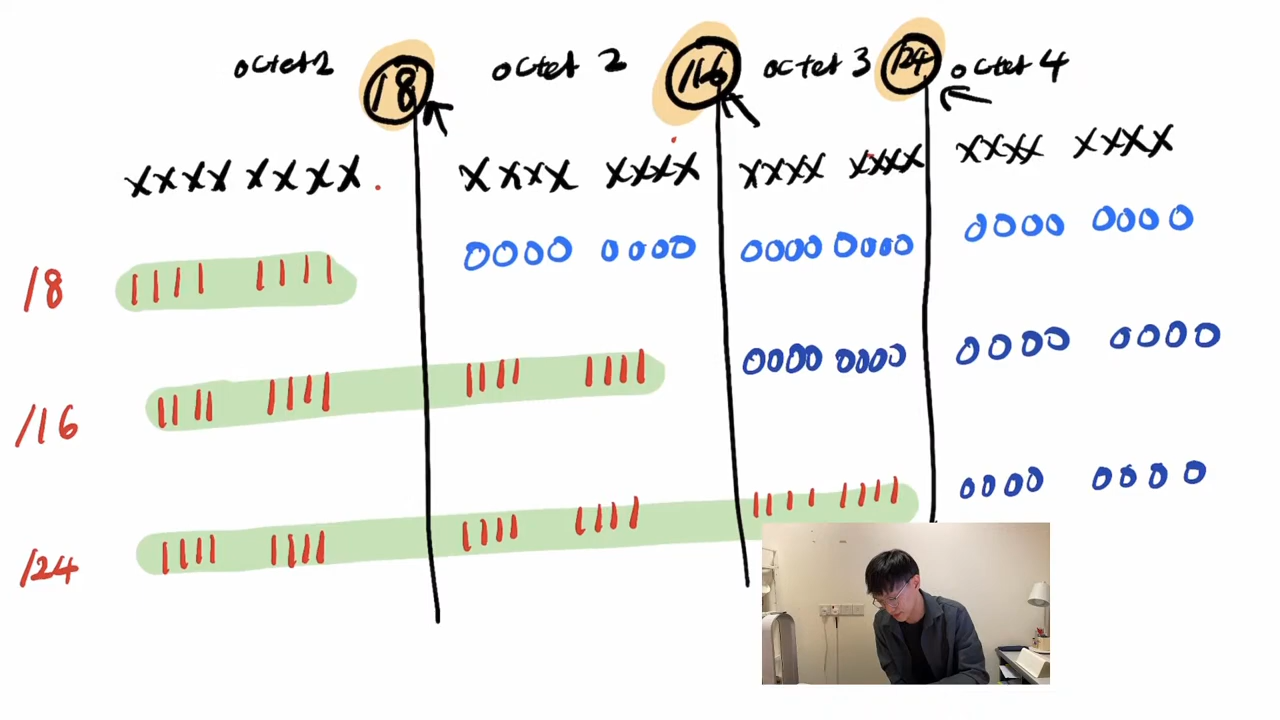 octet 1 /8 octet 2 /16 octet 3 /24 octet 4
xxxx xxxx . xxxx xxxx xxxx xxxx xxxx xxxx
/8 1111 1111 0000 0000 0000 0000 0000 0000
/16 1111 1111 1111 1111 0000 0000 0000 0000
/24 1111 1111 1111 1111 1111 1111 0000 0000